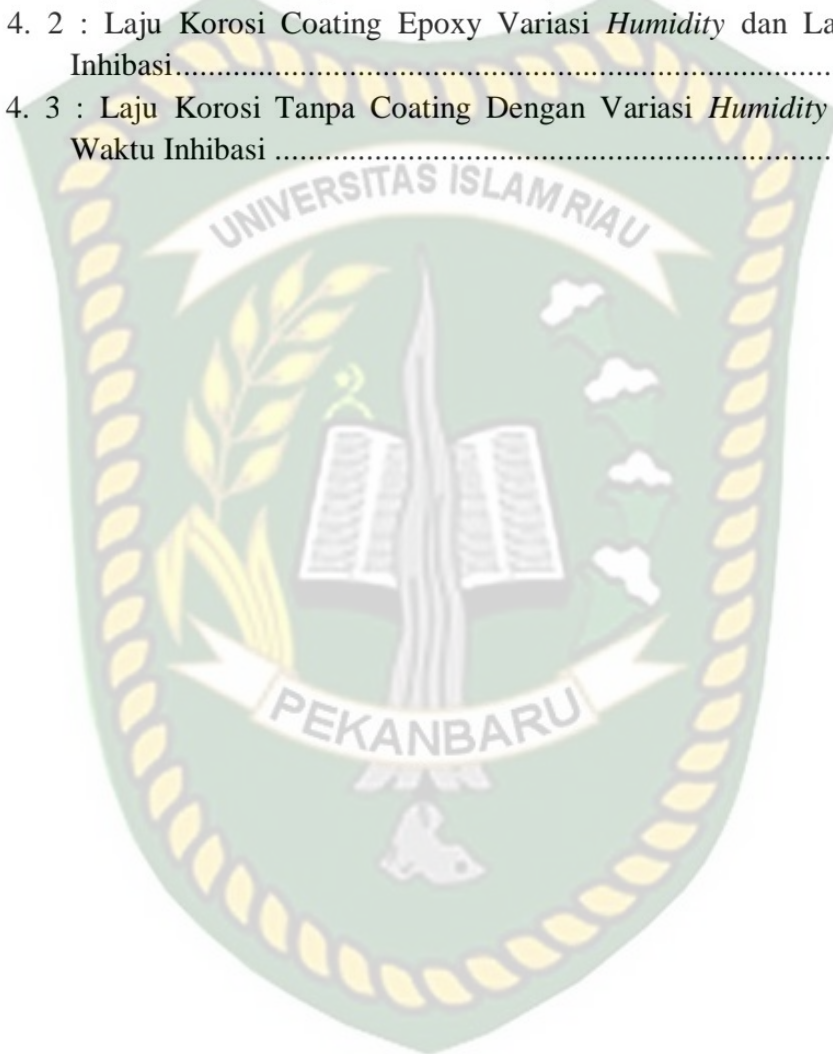 4. 2 : Laju Korosi Coating Epoxy Variasi Humidity dan La
Inhibasi...............................................................................
4. 3 : Laju Korosi Tanpa Coating Dengan Variasi Humidity
Waktu Inhibasi ...................................................................
UNIVERSITAS ISLAM RIAU
PEKANBARU